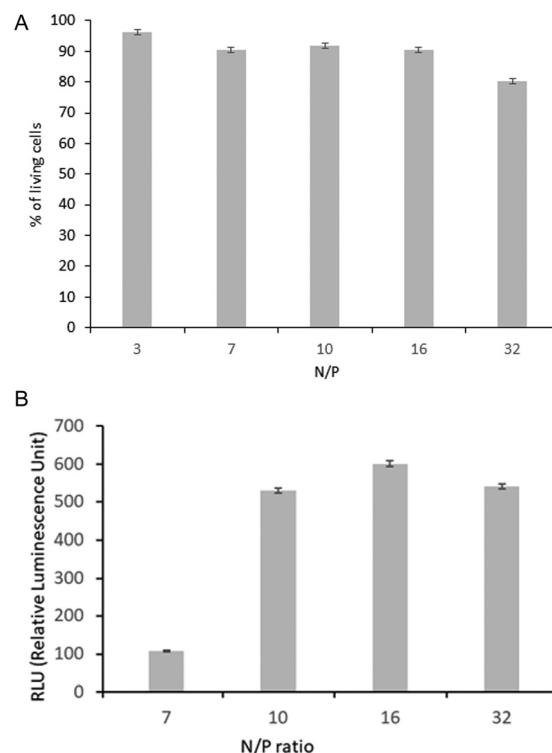 A
100
90
80
70
60
50
40
30
20
10
0
% of living cells
3 7 10 16 32
N/P
B
700
600
500
400
300
200
100
0
RLU (Relative Luminescence Unit)
7 10 16 32
N/P ratio